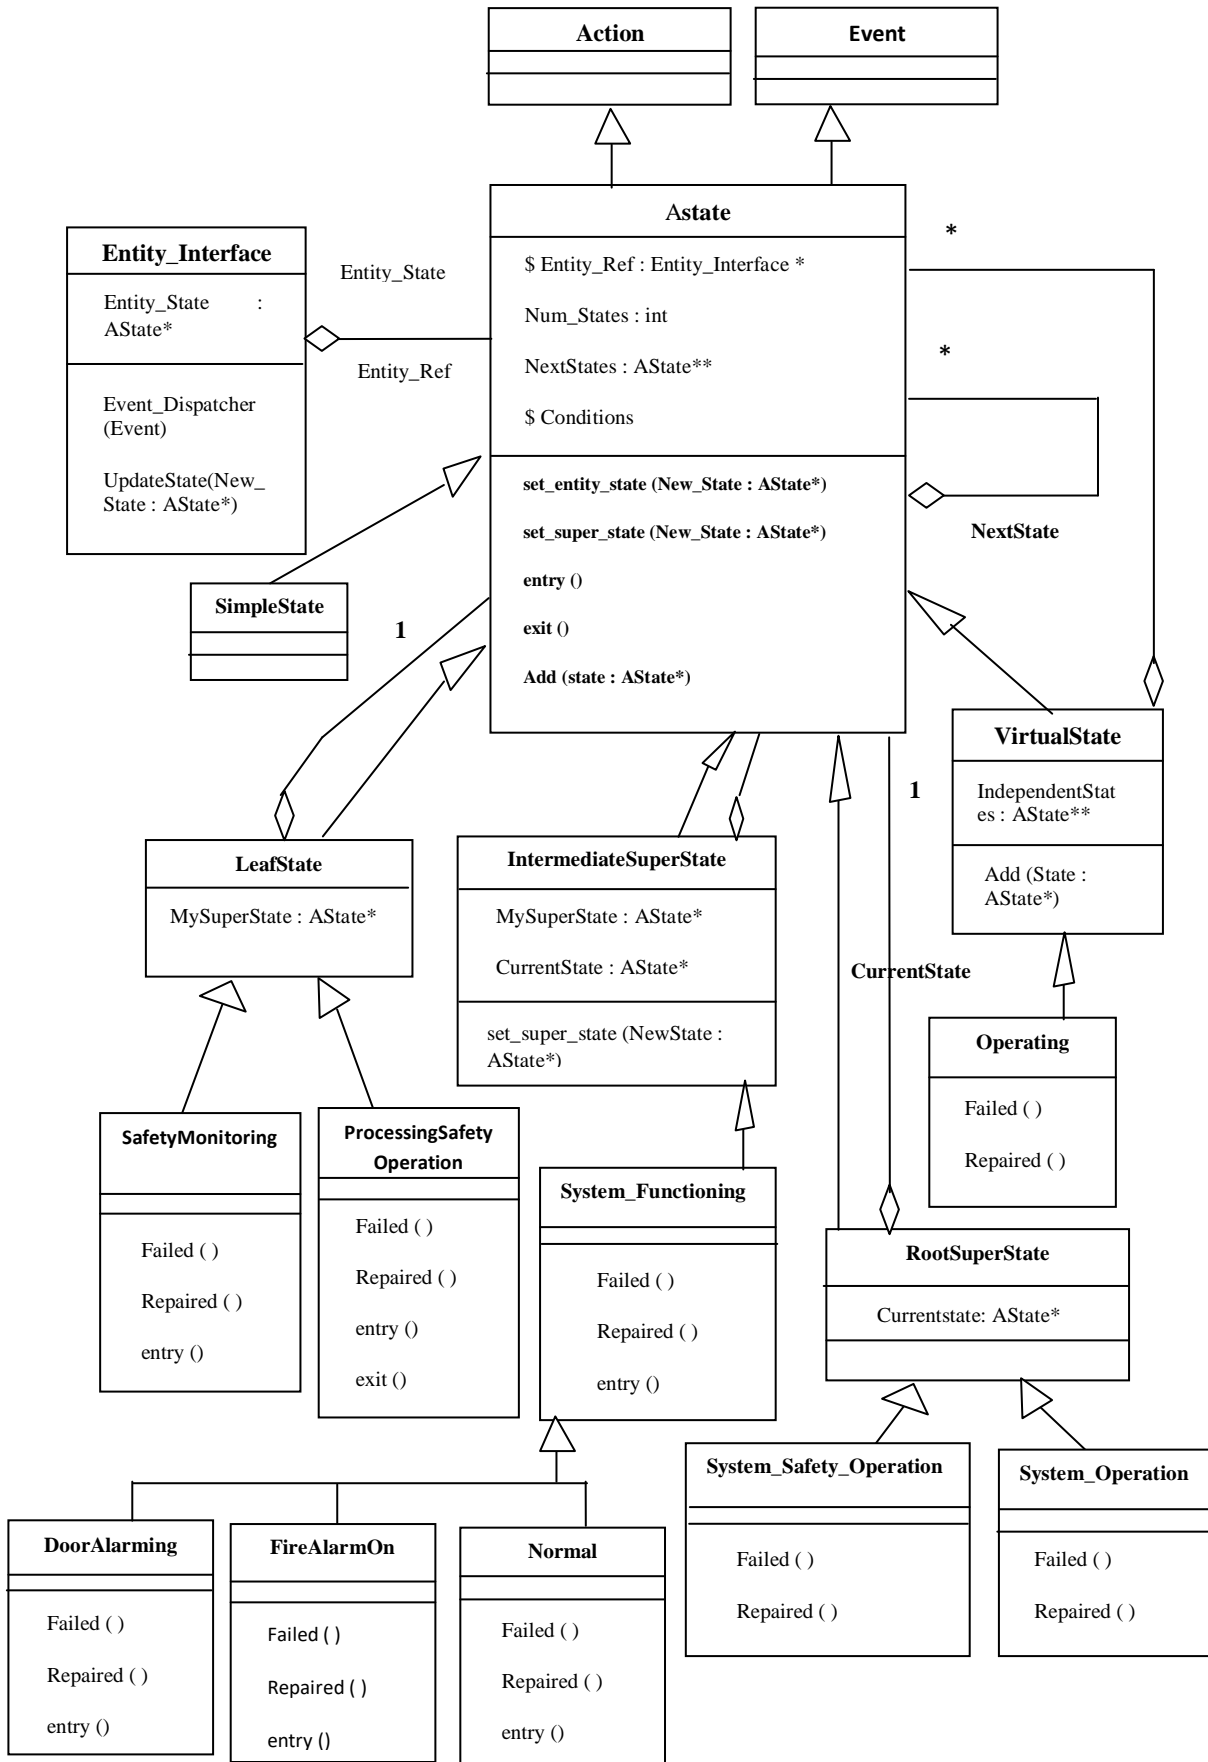 Action
Event
Astate
$ Entity_Ref : Entity_Interface *
Num_States : int
NextStates : AState**
$ Conditions
set_entity_state (New_State : AState*)
set_super_state (New_State : AState*)
entry ()
exit ()
Add (state : AState*)
Entity_Interface
Entity_State :
AState*
Event_Dispatcher
(Event)
UpdateState(New_
State : AState*)
Entity_State
Entity_Ref
*
*
NextState
SimpleState
1
VirtualState
IndependentStat
es : AState**
Add (State :
AState*)
1
LeafState
MySuperState : AState*
IntermediateSuperState
MySuperState : AState*
CurrentState : AState*
set_super_state (NewState :
AState*)
CurrentState
Operating
Failed ( )
Repaired ( )
SafetyMonitoring
Failed ( )
Repaired ( )
entry ()
ProcessingSafety
Operation
Failed ( )
Repaired ( )
entry ()
exit ()
System_Functioning
Failed ( )
Repaired ( )
entry ()
RootSuperState
Currentstate: AState*
System_Safety_Operation
Failed ( )
Repaired ( )
System_Operation
Failed ( )
Repaired ( )
DoorAlarming
Failed ( )
Repaired ( )
entry ()
FireAlarmOn
Failed ( )
Repaired ( )
entry ()
Normal
Failed ( )
Repaired ( )
entry ()